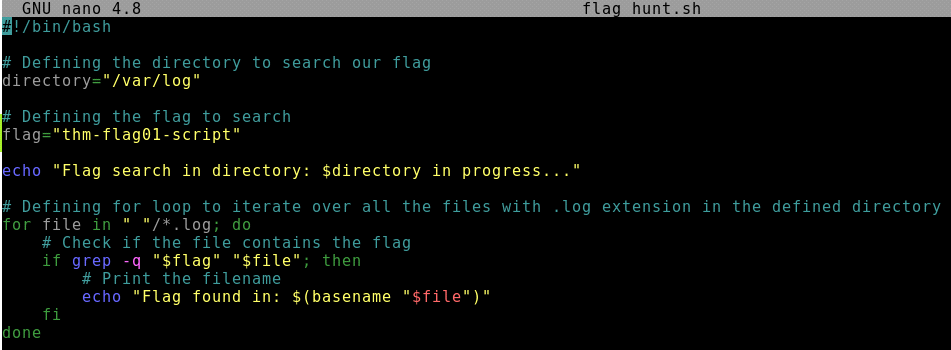 GNU nano 4.8 flag hunt.sh
#!/bin/bash
# Defining the directory to search our flag
directory="/var/log"
# Defining the flag to search
flag="thm-flag01-script"
echo "Flag search in directory: $directory in progress..."
# Defining for loop to iterate over all the files with .log extension in the defined directory
for file in " "/*.log; do
    # Check if the file contains the flag
    if grep -q "$flag" "$file"; then
        # Print the filename
        echo "Flag found in: $(basename "$file")"
    fi
done